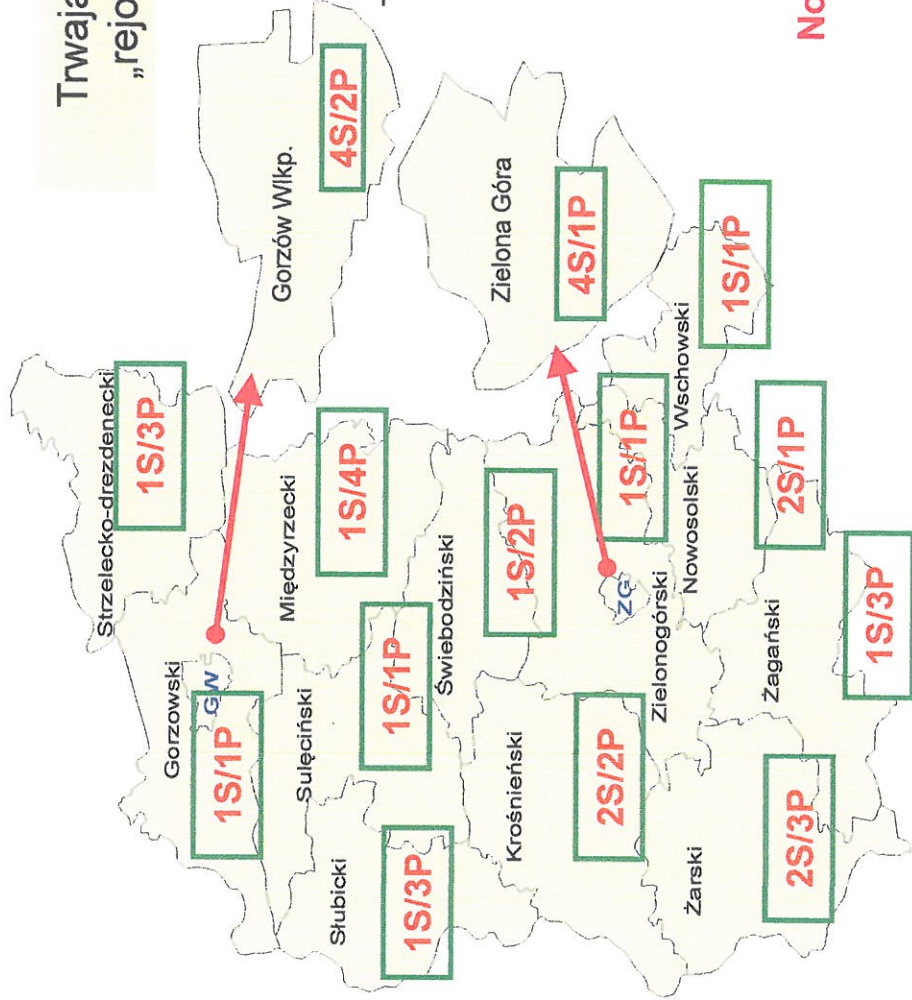 Trwają
„rejo
Strzelecko-drezdenecki
1S/3P
Gorzów Wlkp.
4S/2P
Gorzowski
GW
1S/1P
Międzyrzecki
1S/4P
Sulęciński
1S/1P
Słubicki
1S/3P
Świebodziński
1S/2P
Zielona Góra
4S/1P
Krośnieński
2S/2P
ZG
Zielonogórski
1S/1P
Nowosolski
2S/1P
Wschowski
1S/1P
Żarski
2S/3P
Żagański
1S/3P
No